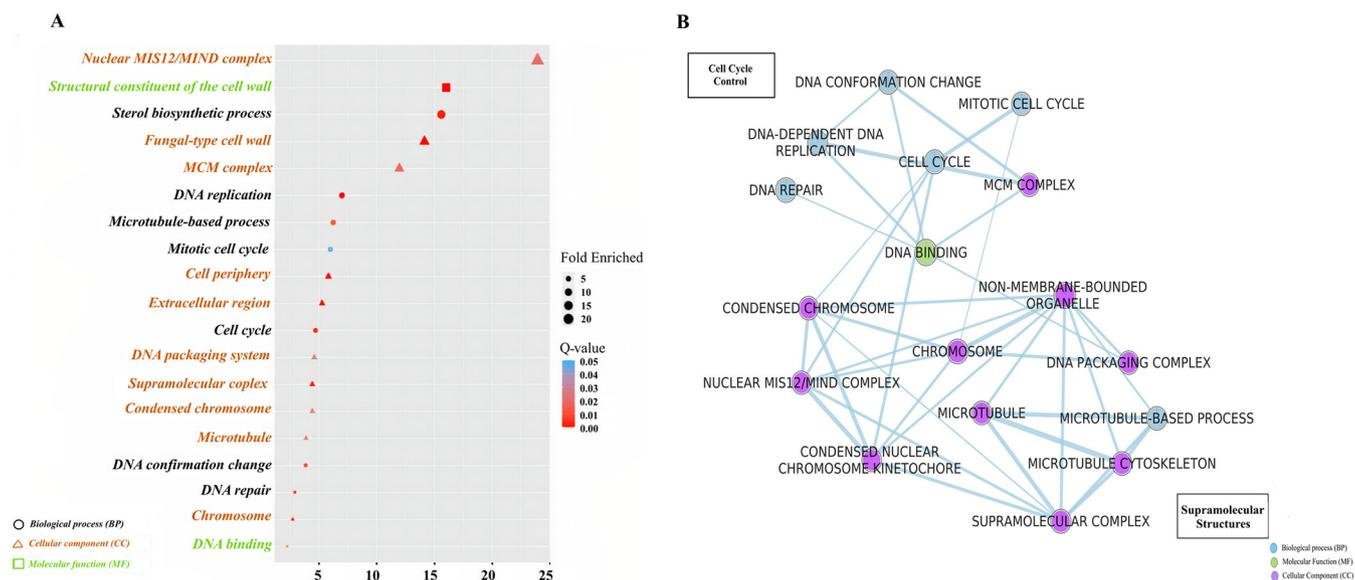 A
Nuclear MIS12/MIND complex
Structural constituent of the cell wall
Sterol biosynthetic process
Fungal-type cell wall
MCM complex
DNA replication
Microtubule-based process
Mitotic cell cycle
Cell periphery
Extracellular region
Cell cycle
DNA packaging system
Supramolecular coplex
Condensed chromosome
Microtubule
DNA confirmation change
DNA repair
Chromosome
DNA binding
5 10 15 20 25
Biological process (BP)
Cellular component (CC)
Molecular function (MF)
Fold Enriched
5
10
15
20
Q-value
0.05
0.04
0.03
0.02
0.01
0.00
B
Cell Cycle
Control
DNA CONFORMATION CHANGE
MITOTIC CELL CYCLE
DNA-DEPENDENT DNA
REPLICATION
CELL CYCLE
DNA REPAIR
MCM COMPLEX
DNA BINDING
NON-MEMBRANE-BOUNDED
ORGANELLE
CONDENSED CHROMOSOME
CHROMOSOME
DNA PACKAGING COMPLEX
NUCLEAR MIS12/MIND COMPLEX
MICROTUBULE
MICROTUBULE-BASED PROCESS
CONDENSED NUCLEAR
CHROMOSOME KINETOCHORE
MICROTUBULE CYTOSKELETON
SUPRAMOLECULAR COMPLEX
Supramolecular
Structures
Biological process (BP)
Molecular Function (MF)
Cellular Component (CC)